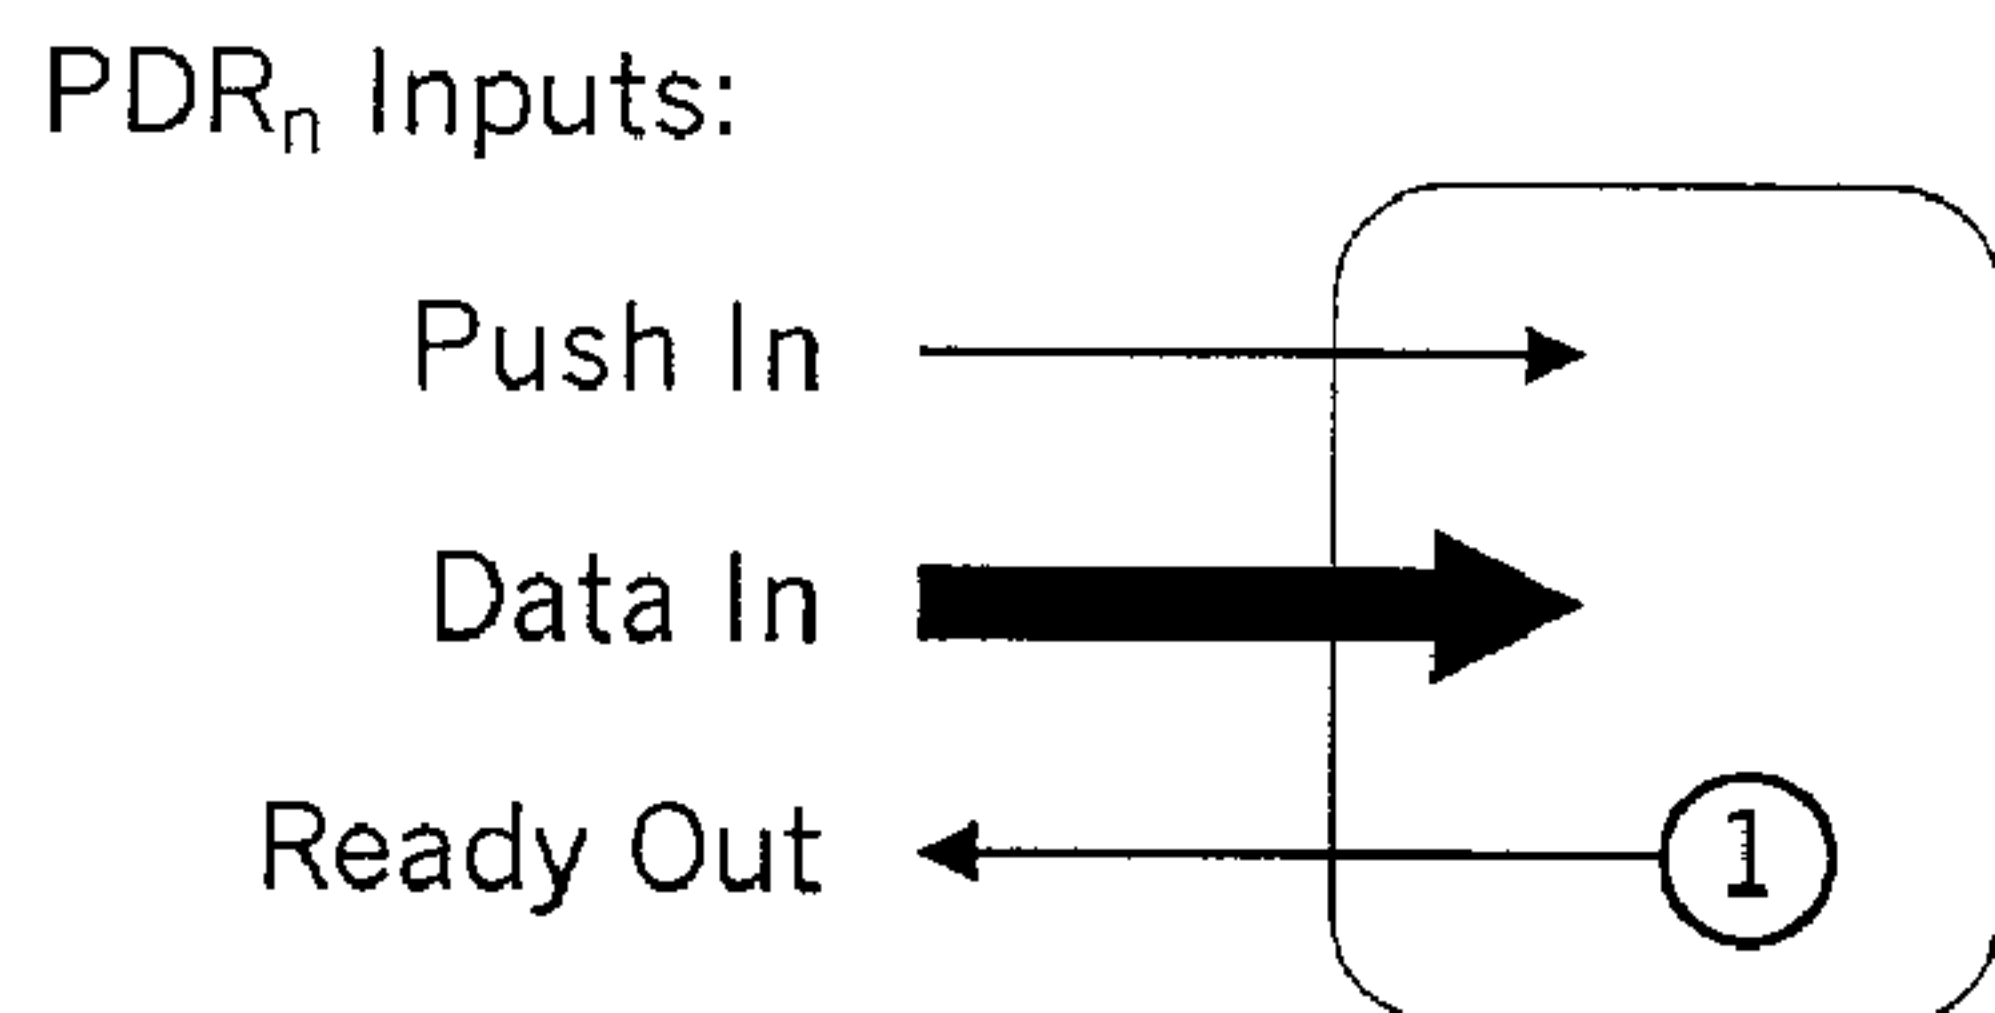 PDRn Inputs:
Push In
Data In
Ready Out
1